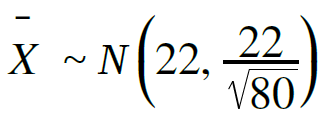 X̄ ~ N(22, 22/√80)